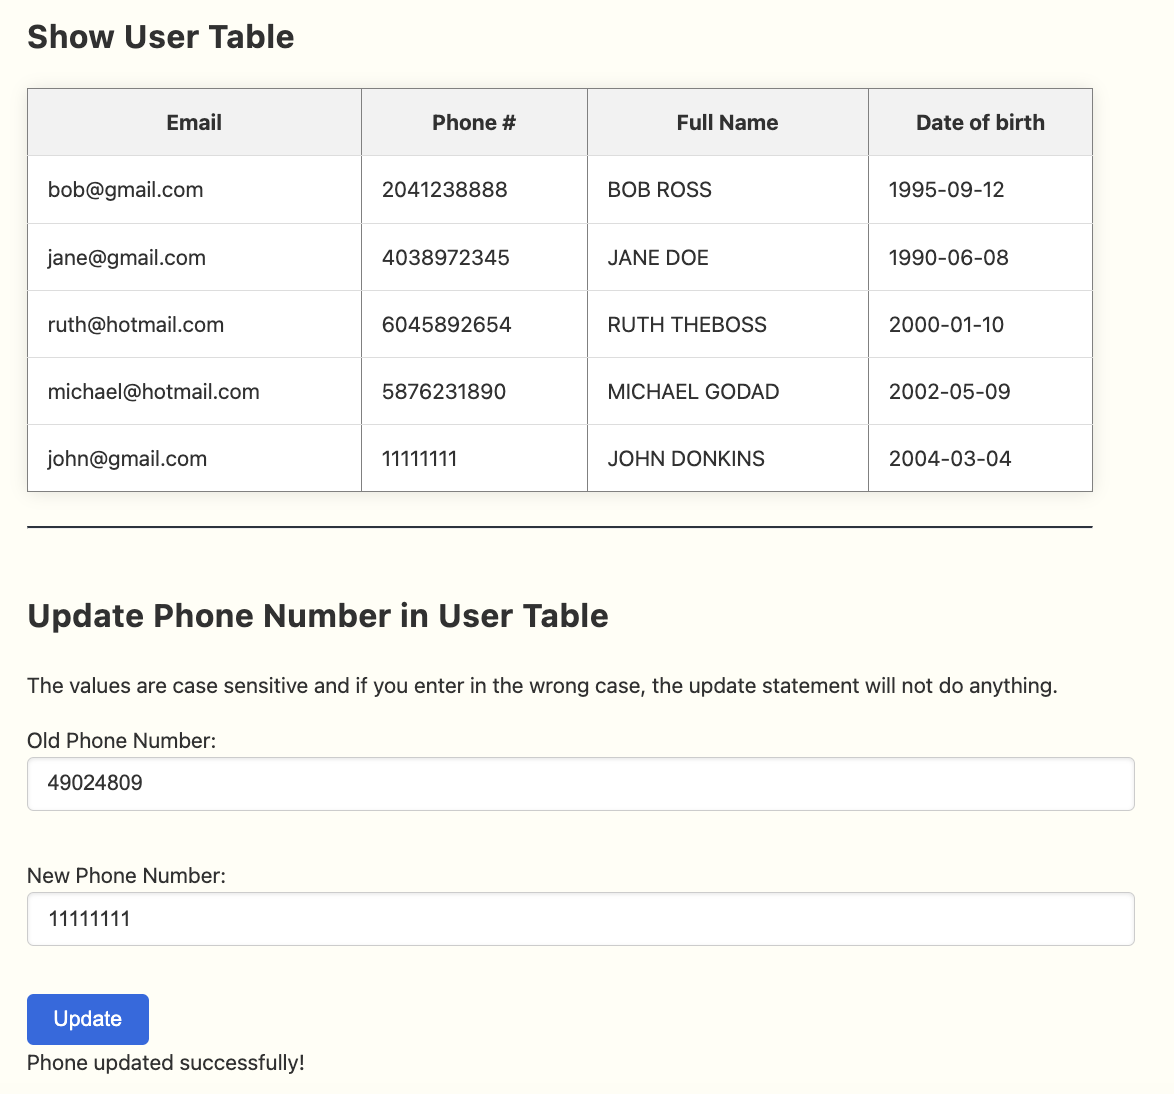 Show User Table
Email Phone # Full Name Date of birth
bob@gmail.com 2041238888 BOB ROSS 1995-09-12
jane@gmail.com 4038972345 JANE DOE 1990-06-08
ruth@hotmail.com 6045892654 RUTH THEBOSS 2000-01-10
michael@hotmail.com 5876231890 MICHAEL GODAD 2002-05-09
john@gmail.com 11111111 JOHN DONKINS 2004-03-04
Update Phone Number in User Table
The values are case sensitive and if you enter in the wrong case, the update statement will not do anything.
Old Phone Number:
49024809
New Phone Number:
11111111
Update
Phone updated successfully!